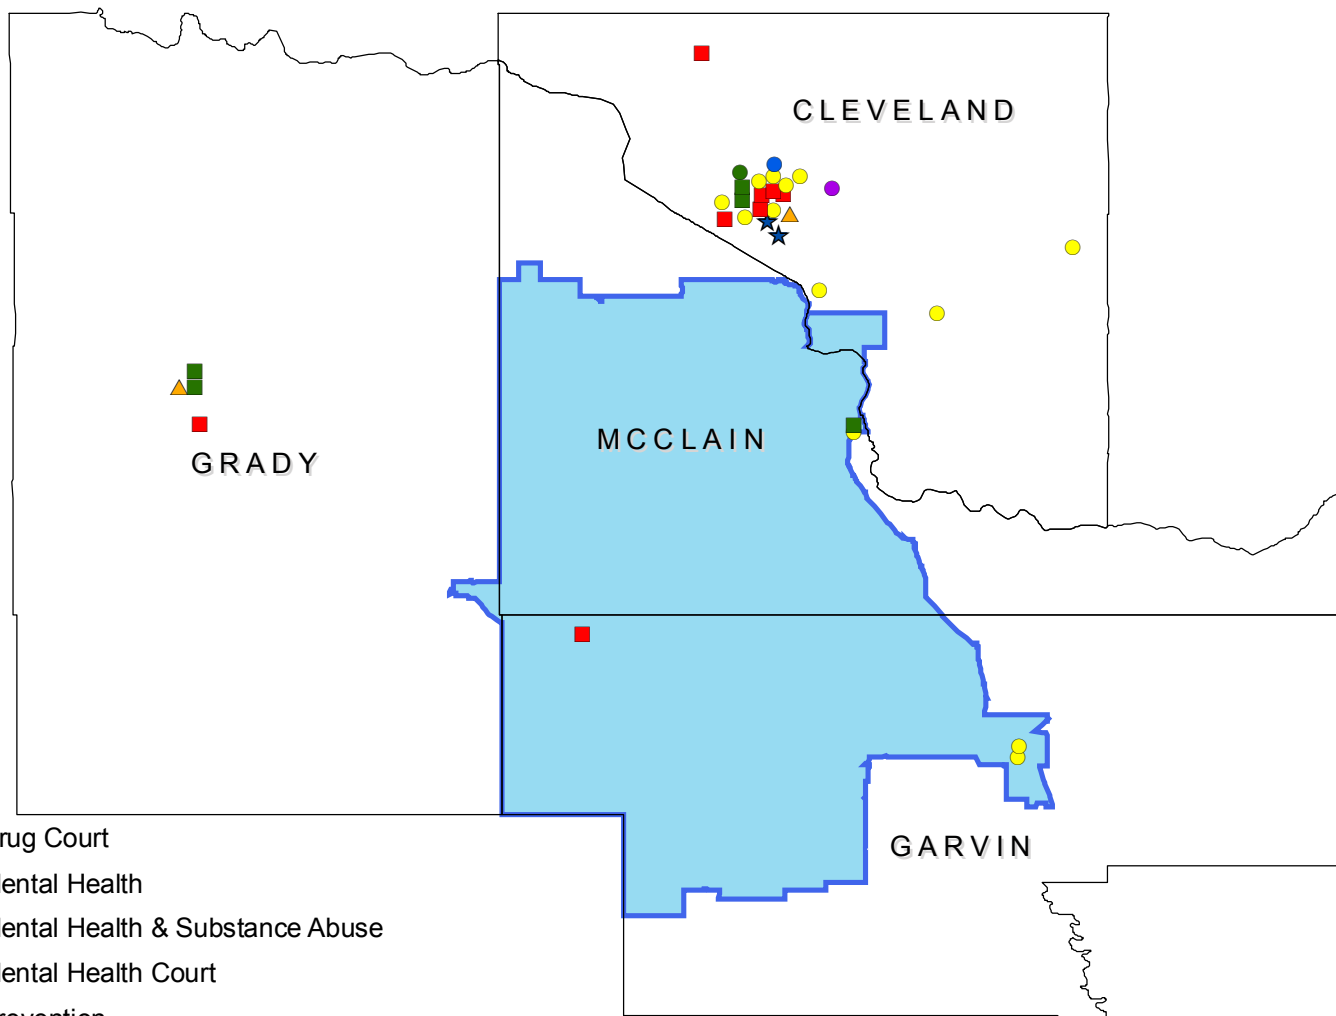 CLEVELAND
MCCLAIN
GRADY
GARVIN
rug Court
ental Health
ental Health & Substance Abuse
ental Health Court